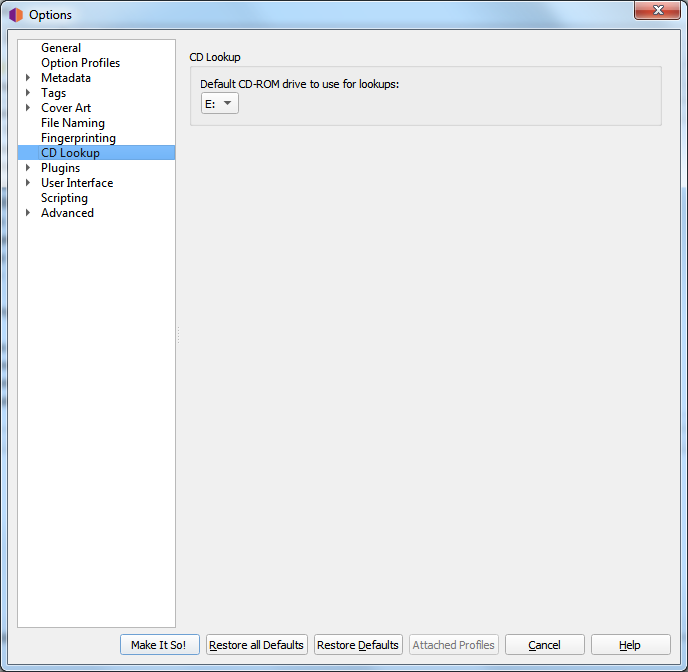 Options
General
Option Profiles
Metadata
Tags
Cover Art
File Naming
Fingerprinting
CD Lookup
Plugins
User Interface
Scripting
Advanced
CD Lookup
Default CD-ROM drive to use for lookups:
E:
Make It So! Restore all Defaults Restore Defaults Attached Profiles Cancel Help